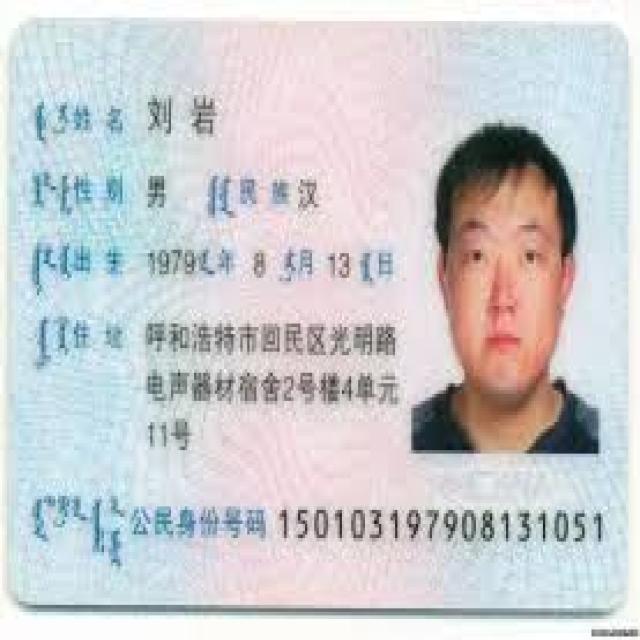 姓名 刘岩
性别 男 民族 汉
出生 1979 年 8 月 13 日
住址 呼和浩特市回民区光明路
电声器材宿舍2号楼4单元
11号
公民身份号码 150103197908131051